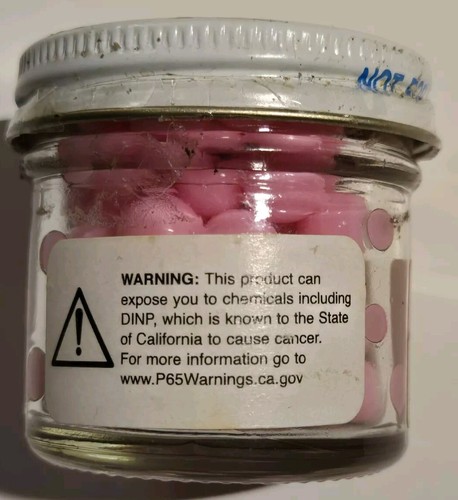 NOT
WARNING: This product can
expose you to chemicals including
DINP, which is known to the State
of California to cause cancer.
For more information go to
www.P65Warnings.ca.gov